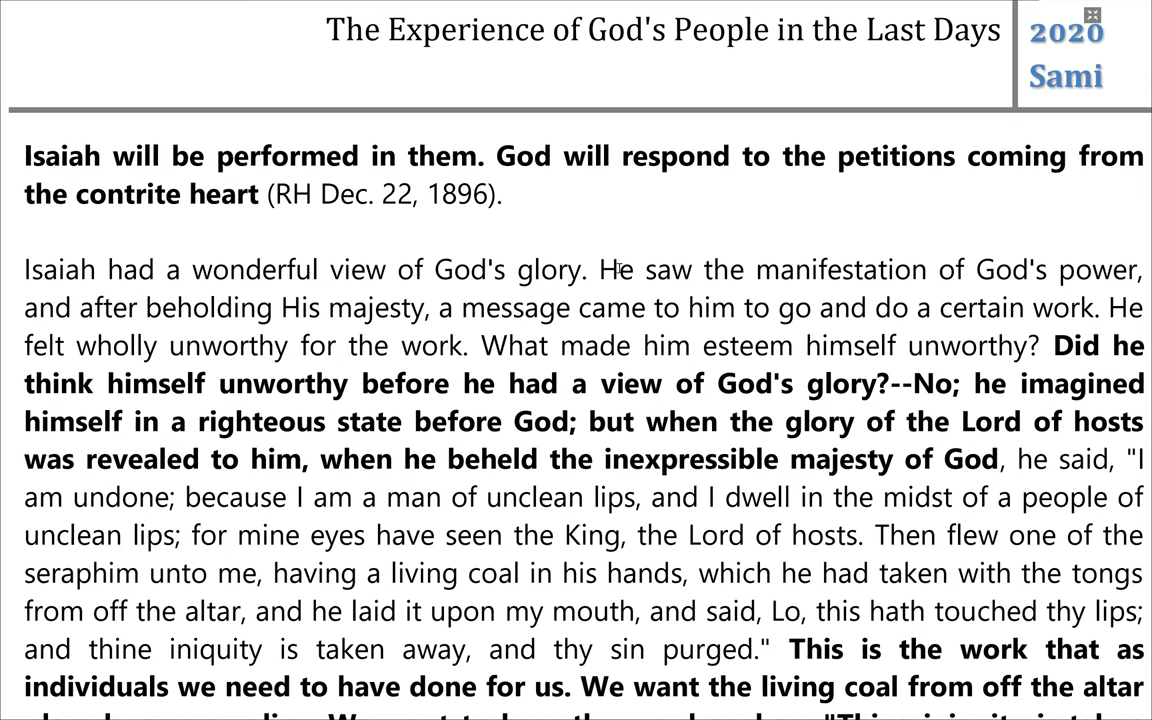 The Experience of God's People in the Last Days
2020
Sami
Isaiah will be performed in them. God will respond to the petitions coming from
the contrite heart (RH Dec. 22, 1896).
Isaiah had a wonderful view of God's glory. He saw the manifestation of God's power,
and after beholding His majesty, a message came to him to go and do a certain work. He
felt wholly unworthy for the work. What made him esteem himself unworthy? Did he
think himself unworthy before he had a view of God's glory?--No; he imagined
himself in a righteous state before God; but when the glory of the Lord of hosts
was revealed to him, when he beheld the inexpressible majesty of God, he said, "I
am undone; because I am a man of unclean lips, and I dwell in the midst of a people of
unclean lips; for mine eyes have seen the King, the Lord of hosts. Then flew one of the
seraphim unto me, having a living coal in his hands, which he had taken with the tongs
from off the altar, and he laid it upon my mouth, and said, Lo, this hath touched thy lips;
and thine iniquity is taken away, and thy sin purged." This is the work that as
individuals we need to have done for us. We want the living coal from off the altar